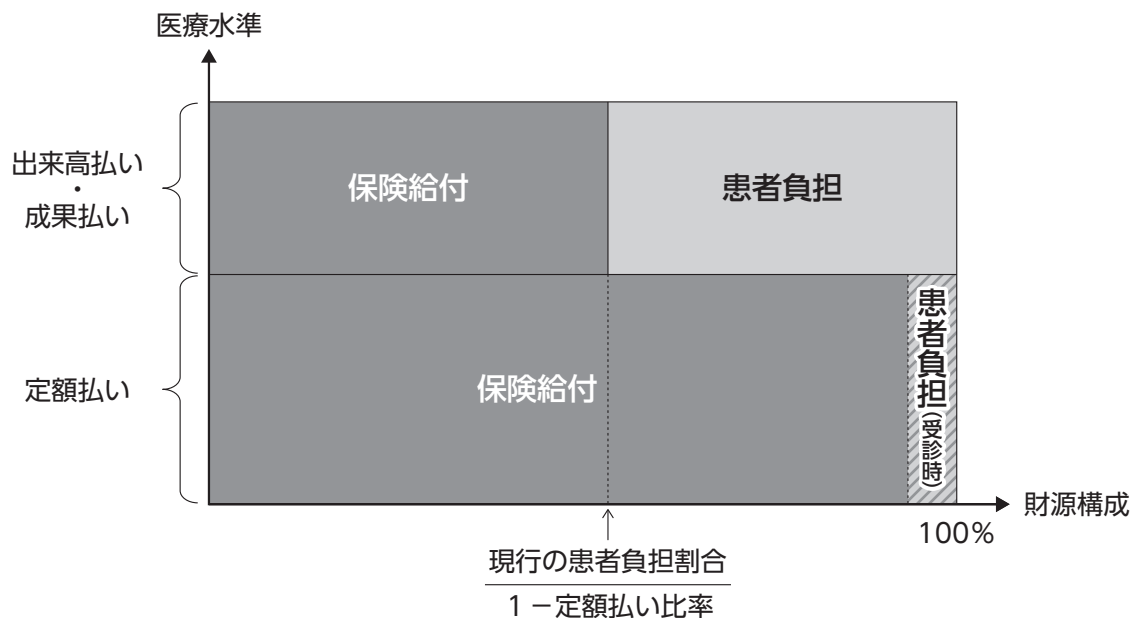 医療水準
出来高払い
・
成果払い
保険給付
患者負担
定額払い
保険給付
患者負担(受診時)
財源構成
100%
現行の患者負担割合
1－定額払い比率